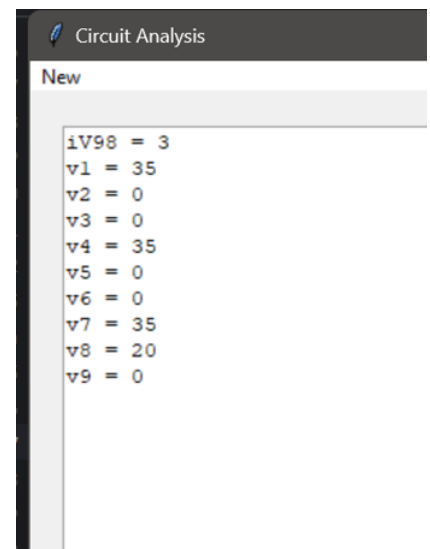 Circuit Analysis
New
iV98 = 3
v1 = 35
v2 = 0
v3 = 0
v4 = 35
v5 = 0
v6 = 0
v7 = 35
v8 = 20
v9 = 0